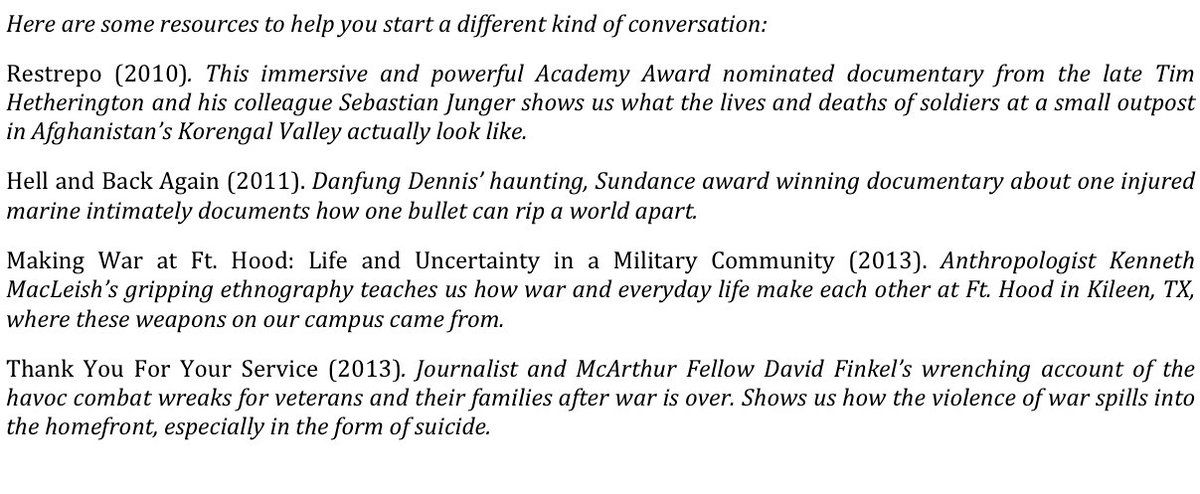 Here are some resources to help you start a different kind of conversation:
Restrepo (2010). This immersive and powerful Academy Award nominated documentary from the late Tim
Hetherington and his colleague Sebastian Junger shows us what the lives and deaths of soldiers at a small outpost
in Afghanistan’s Korengal Valley actually look like.
Hell and Back Again (2011). Danfung Dennis’ haunting, Sundance award winning documentary about one injured
marine intimately documents how one bullet can rip a world apart.
Making War at Ft. Hood: Life and Uncertainty in a Military Community (2013). Anthropologist Kenneth
MacLeish’s gripping ethnography teaches us how war and everyday life make each other at Ft. Hood in Kileen, TX,
where these weapons on our campus came from.
Thank You For Your Service (2013). Journalist and McArthur Fellow David Finkel’s wrenching account of the
havoc combat wreaks for veterans and their families after war is over. Shows us how the violence of war spills into
the homefront, especially in the form of suicide.